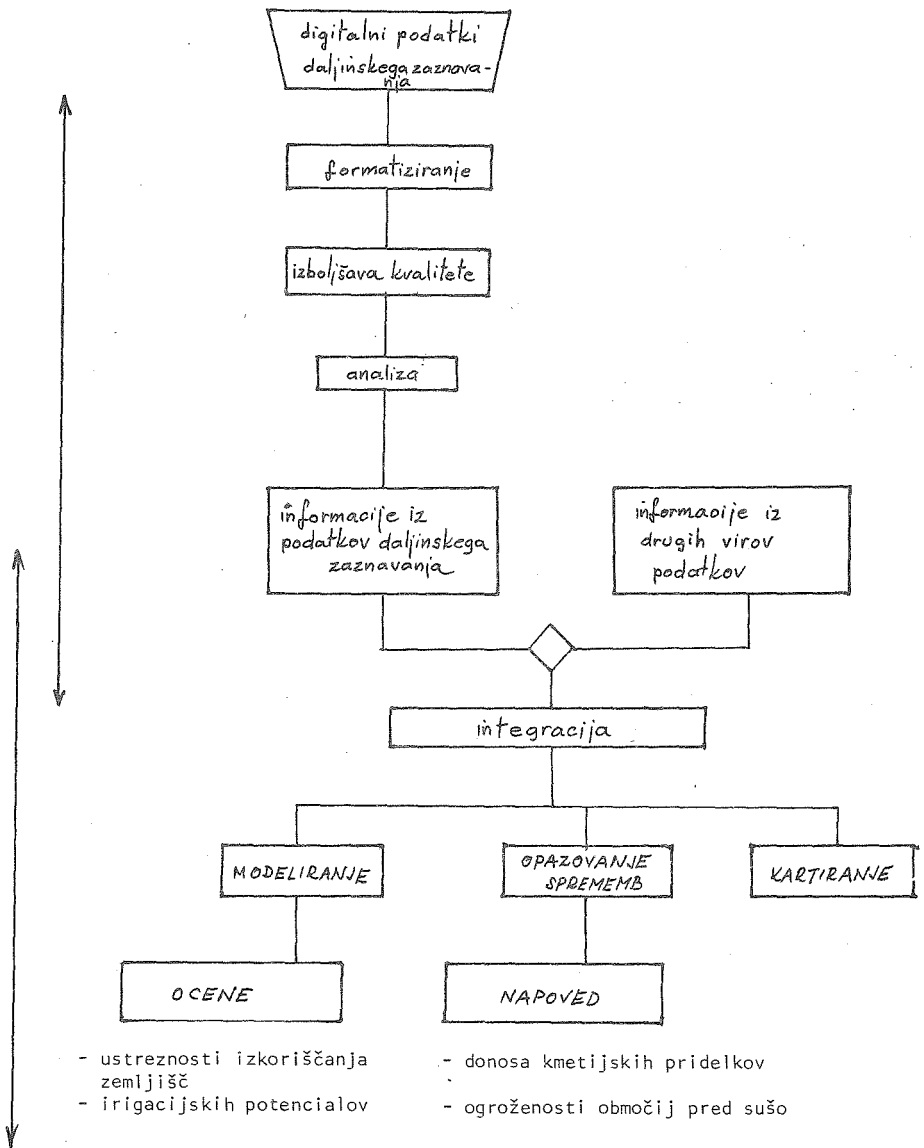 digitalni podatki
daljinskega zaznova-
nja
formatiziranje
izboljšava kvalitete
analiza
informacije iz
podatkov daljinskega
zaznavanja
informacije iz
drugih virov
podatkov
integracija
MODELIRANJE
OPAZOVANJE
SPREMEMB
KARTIRANJE
OCENE
NAPOVED
- ustreznosti izkoriščanja
zemljišč
- irigacijskih potencialov
- donosa kmetijskih pridelkov
- ogroženosti območij pred sušo